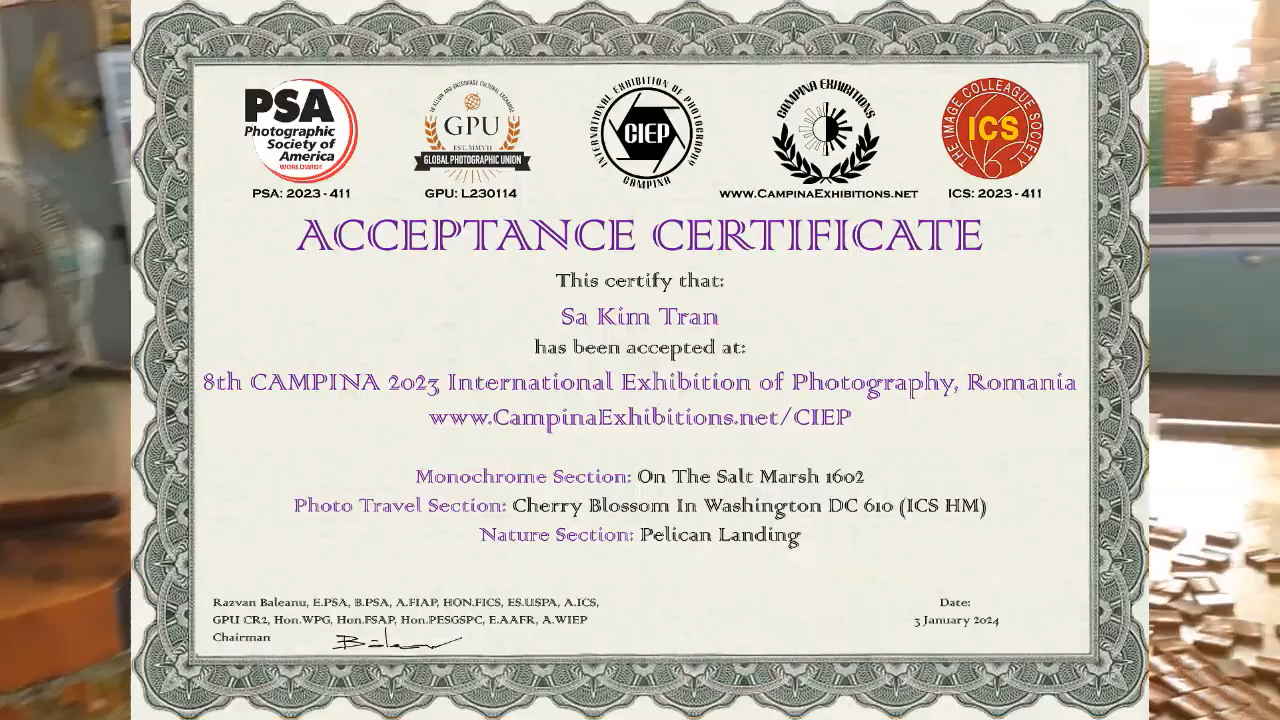 PSA
Photographic
Society of
America
WORLDWIDE
PSA: 2023 - 411
GPU
EST. MMVII
GLOBAL PHOTOGRAPHIC UNION
GPU: L230114
INTERNATIONAL EXHIBITION OF PHOTOGRAPHY
CIEP
CAMPINA
CAMPINA EXHIBITIONS
WWW.CAMPINAEXHIBITIONS.NET
THE IMAGE COLLEAGUE SOCIETY
ICS
ICS: 2023 - 411
ACCEPTANCE CERTIFICATE
This certify that:
Sa Kim Tran
has been accepted at:
8th CAMPINA 2023 International Exhibition of Photography, Romania
www.CampinaExhibitions.net/CIEP
Monochrome Section: On The Salt Marsh 1602
Photo Travel Section: Cherry Blossom In Washington DC 610 (ICS HM)
Nature Section: Pelican Landing
Razvan Baleanu, E.PSA, B.PSA, A.FIAP, HON.FICS, ES.USPA, A.ICS,
GPU CR2, Hon.WPG, Hon.FSAP, Hon.PESGSPC, E.AAFR, A.WIEP
Chairman
Date:
3 January 2024